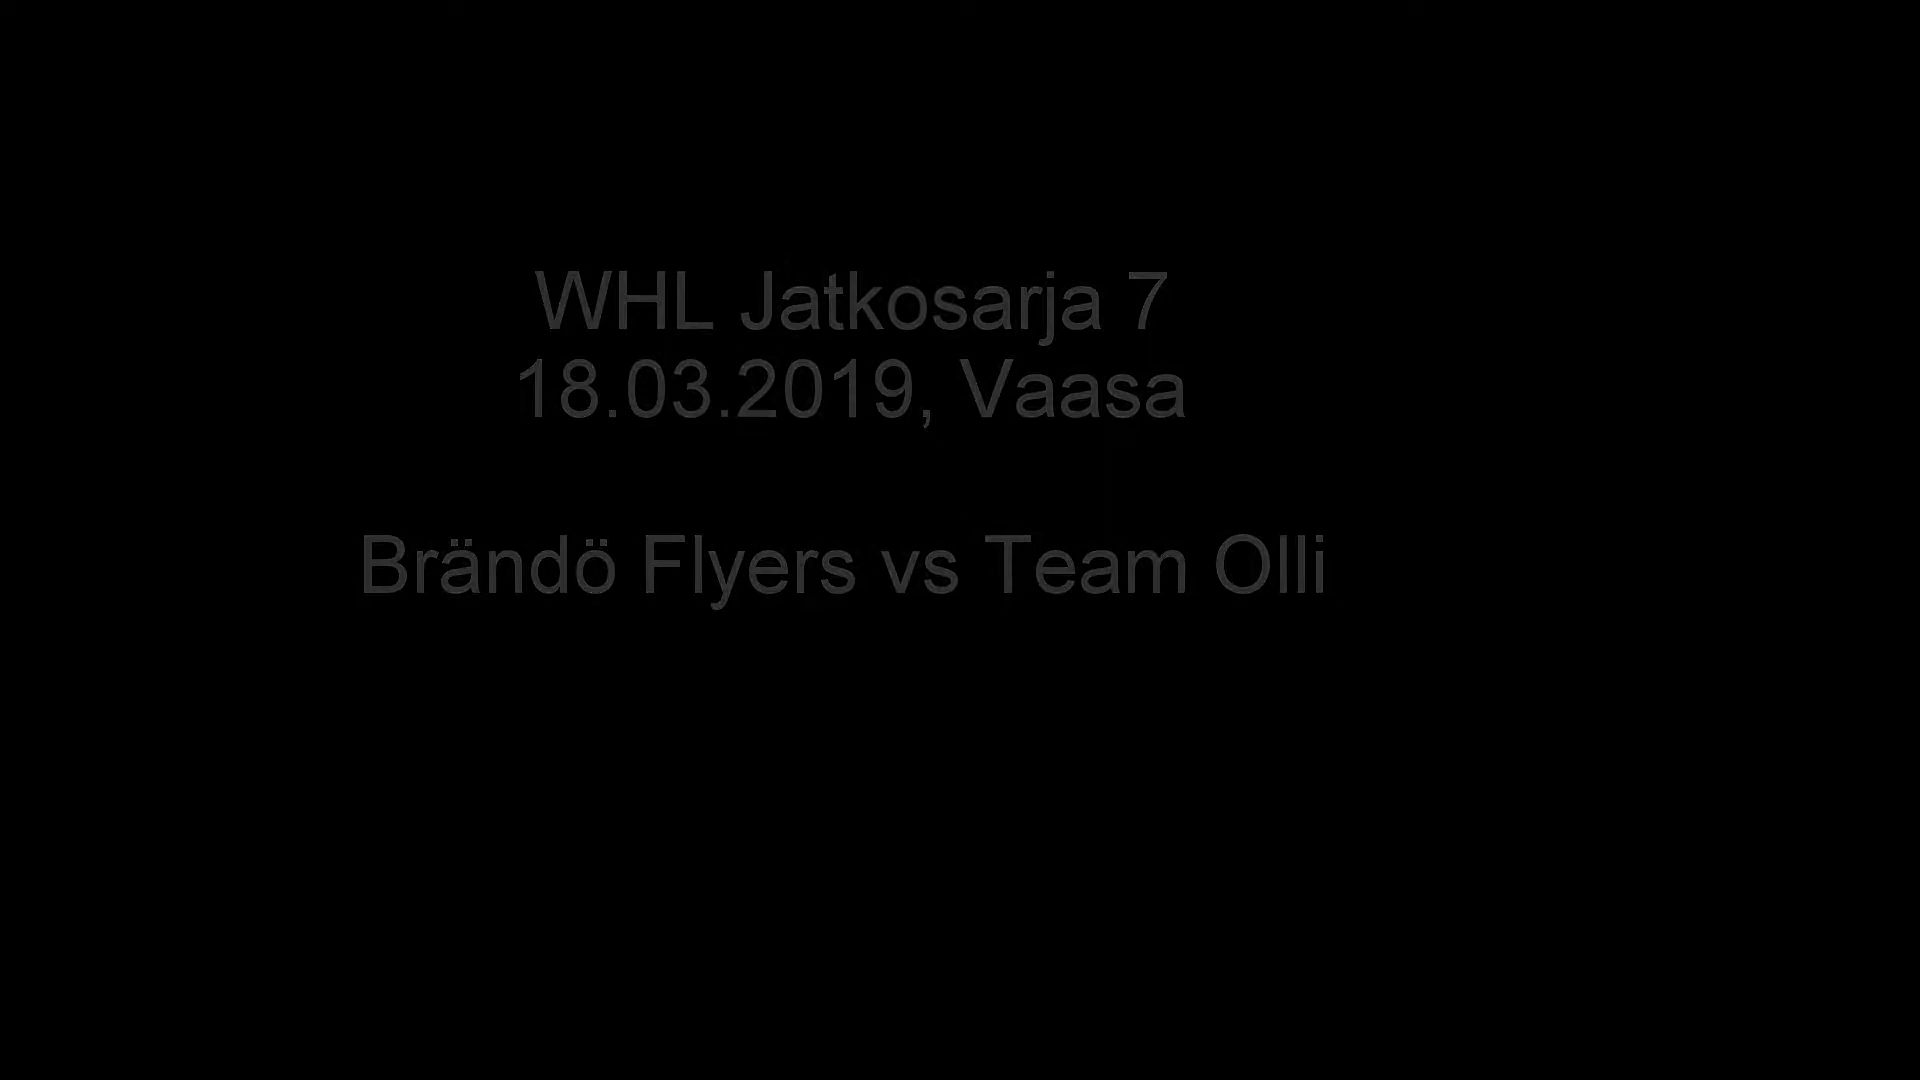 WHL Jatkosarja 7
18.03.2019, Vaasa
Brändö Flyers vs Team Olli